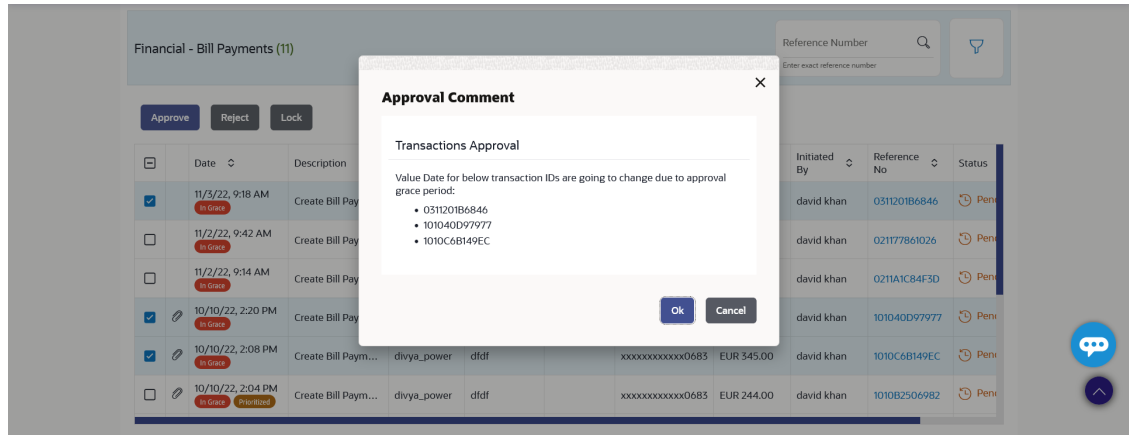 Financial - Bill Payments (11)
Reference Number
Enter exact reference number
Approve
Reject
Lock
Approval Comment
Transactions Approval
Value Date for below transaction IDs are going to change due to approval
grace period:
• 0311201B6846
• 101040D97977
• 1010C6B149EC
Ok
Cancel
Date
Description
Initiated
By
Reference
No
Status
11/3/22, 9:18 AM
In Grace
Create Bill Pay
david khan
0311201B6846
Pen
11/2/22, 9:42 AM
In Grace
Create Bill Pay
david khan
021177861026
Pen
11/2/22, 9:14 AM
In Grace
Create Bill Pay
david khan
0211A1C84F3D
Pen
10/10/22, 2:20 PM
In Grace
Create Bill Pay
david khan
101040D97977
Pen
10/10/22, 2:08 PM
In Grace
Create Bill Paym...
divya_power
dfdf
xxxxxxxxxxxx0683
EUR 345.00
david khan
1010C6B149EC
Pen
10/10/22, 2:04 PM
In Grace
Prioritized
Create Bill Paym...
divya_power
dfdf
xxxxxxxxxxxx0683
EUR 244.00
david khan
1010B2506982
Pen